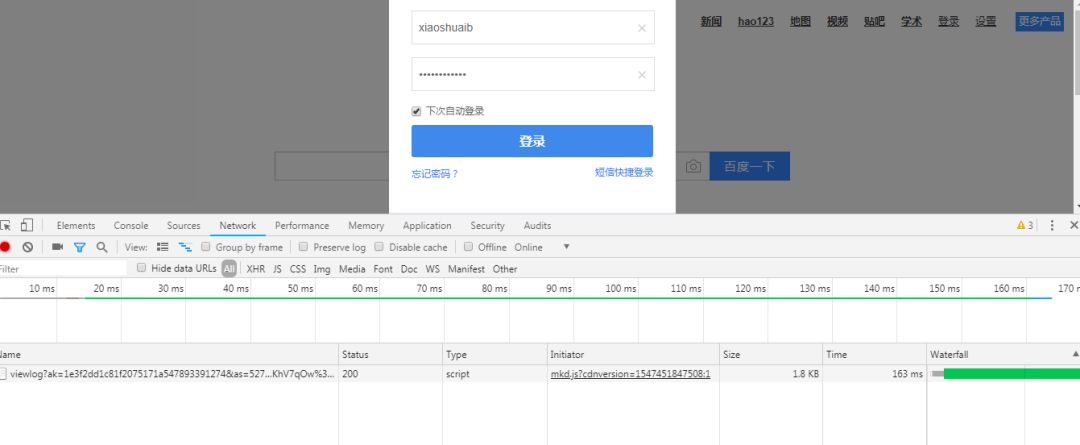 xiaoshuaib
新闻 hao123 地图 视频 贴吧 学术 登录 设置 更多产品
••••••••••••
下次自动登录
登录
百度一下
忘记密码？ 短信快捷登录
Elements Console Sources Network Performance Memory Application Security Audits 3
View: Group by frame Preserve log Disable cache Offline Online
Filter Hide data URLs All XHR JS CSS Img Media Font Doc WS Manifest Other
10 ms 20 ms 30 ms 40 ms 50 ms 60 ms 70 ms 80 ms 90 ms 100 ms 110 ms 120 ms 130 ms 140 ms 150 ms 160 ms 170 m
Name Status Type Initiator Size Time Waterfall
viewlog?ak=1e3f2dd1c81f2075171a547893391274&as=527...KhV7qOw%3... 200 script mkd.js?cdnversion=1547451847508:1 1.8 KB 163 ms